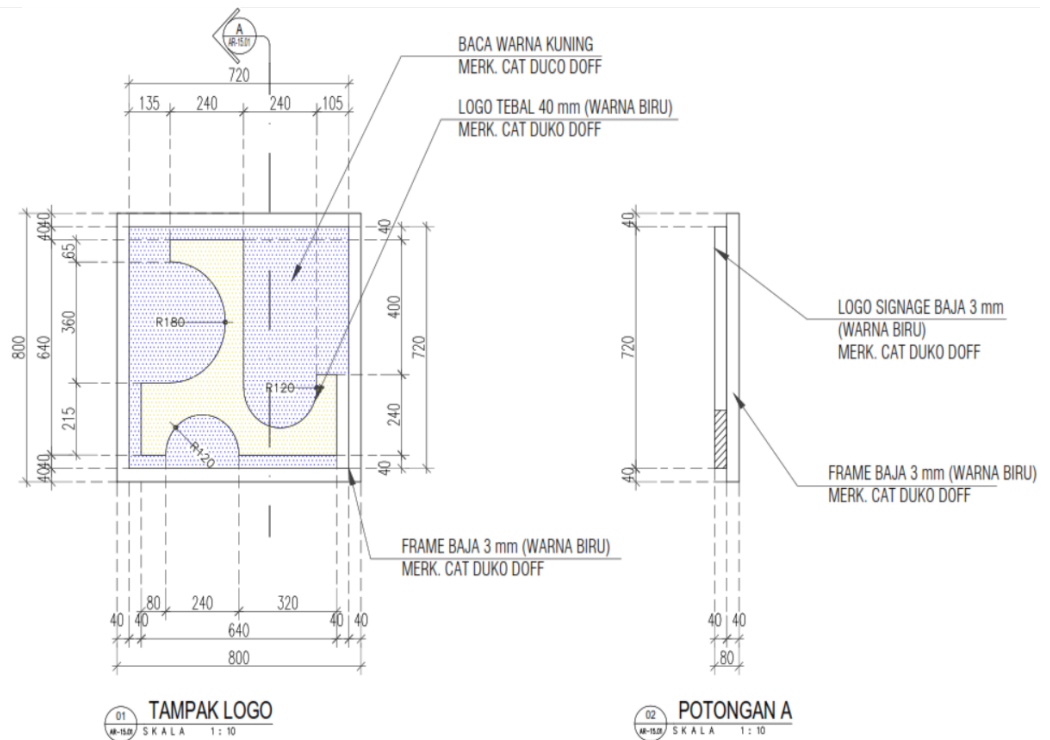 A
AR-15.01
720
135 240 240 105
BACA WARNA KUNING
MERK. CAT DUCO DOFF
LOGO TEBAL 40 mm (WARNA BIRU)
MERK. CAT DUKO DOFF
40 40
65
360
215
40 40
640
800
R180
R120
R120
40
400
240
40
720
FRAME BAJA 3 mm (WARNA BIRU)
MERK. CAT DUKO DOFF
80 240 320
40 40 640 40 40
800
01 TAMPAK LOGO
AR-15.01 SKALA 1:10
40
720
40
LOGO SIGNAGE BAJA 3 mm
(WARNA BIRU)
MERK. CAT DUKO DOFF
FRAME BAJA 3 mm (WARNA BIRU)
MERK. CAT DUKO DOFF
40 40
80
02 POTONGAN A
AR-15.01 SKALA 1:10